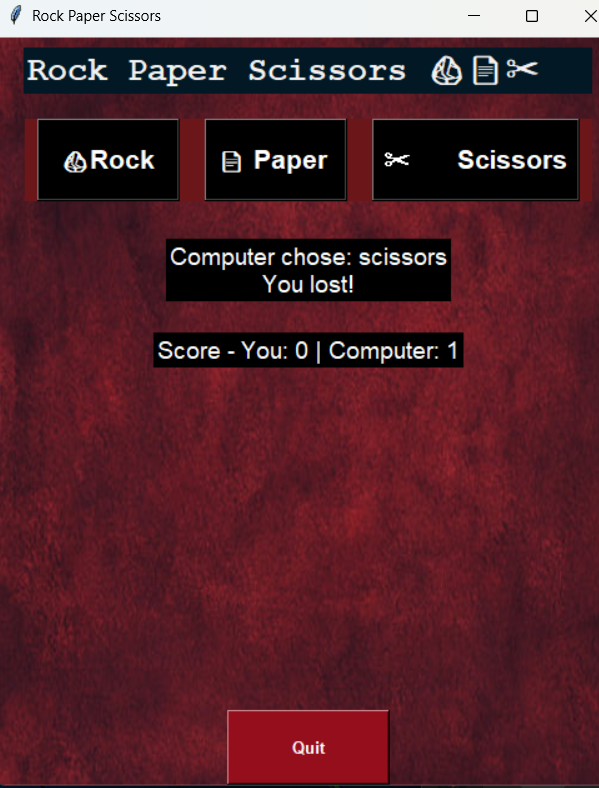 Rock Paper Scissors
Rock Paper Scissors 🪨📄✂
🪨Rock 📄 Paper ✂ Scissors
Computer chose: scissors
You lost!
Score - You: 0 | Computer: 1
Quit